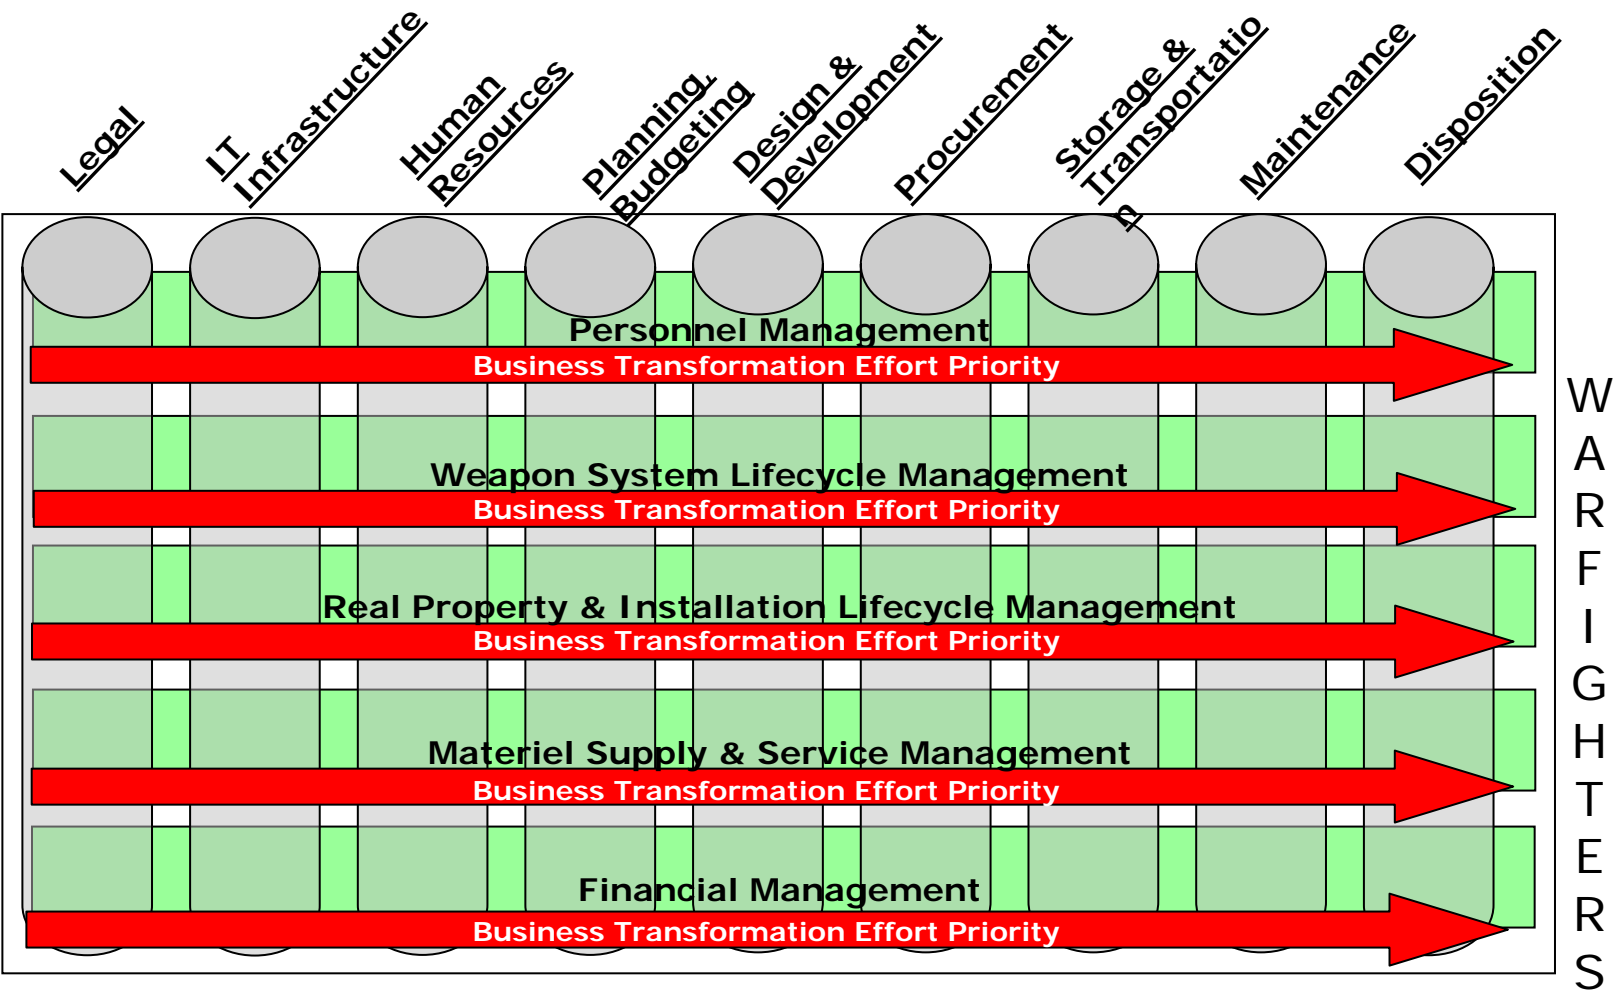 Legal
IT
Infrastructure
Human
Resources
Planning,
Budgeting
Design &
Development
Procurement
Storage &
Transportatio
n
Maintenance
Disposition
Personnel Management
Business Transformation Effort Priority
Weapon System Lifecycle Management
Business Transformation Effort Priority
Real Property & Installation Lifecycle Management
Business Transformation Effort Priority
Materiel Supply & Service Management
Business Transformation Effort Priority
Financial Management
Business Transformation Effort Priority
W
A
R
F
I
G
H
T
E
R
S